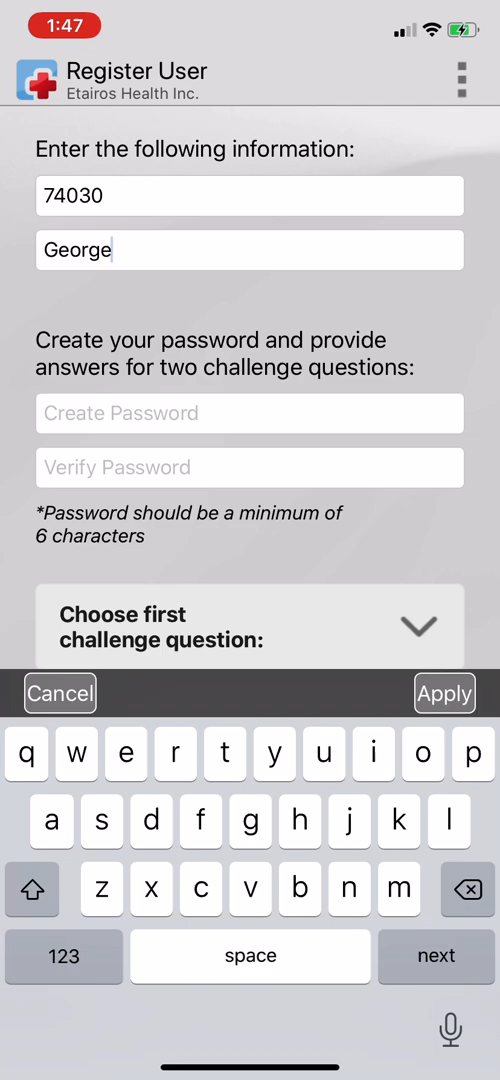 1:47
Register User
Etairos Health Inc.
Enter the following information:
74030
George
Create your password and provide
answers for two challenge questions:
Create Password
Verify Password
*Password should be a minimum of
6 characters
Choose first
challenge question:
Cancel
Apply
q w e r t y u i o p
a s d f g h j k l
z x c v b n m
123
space
next